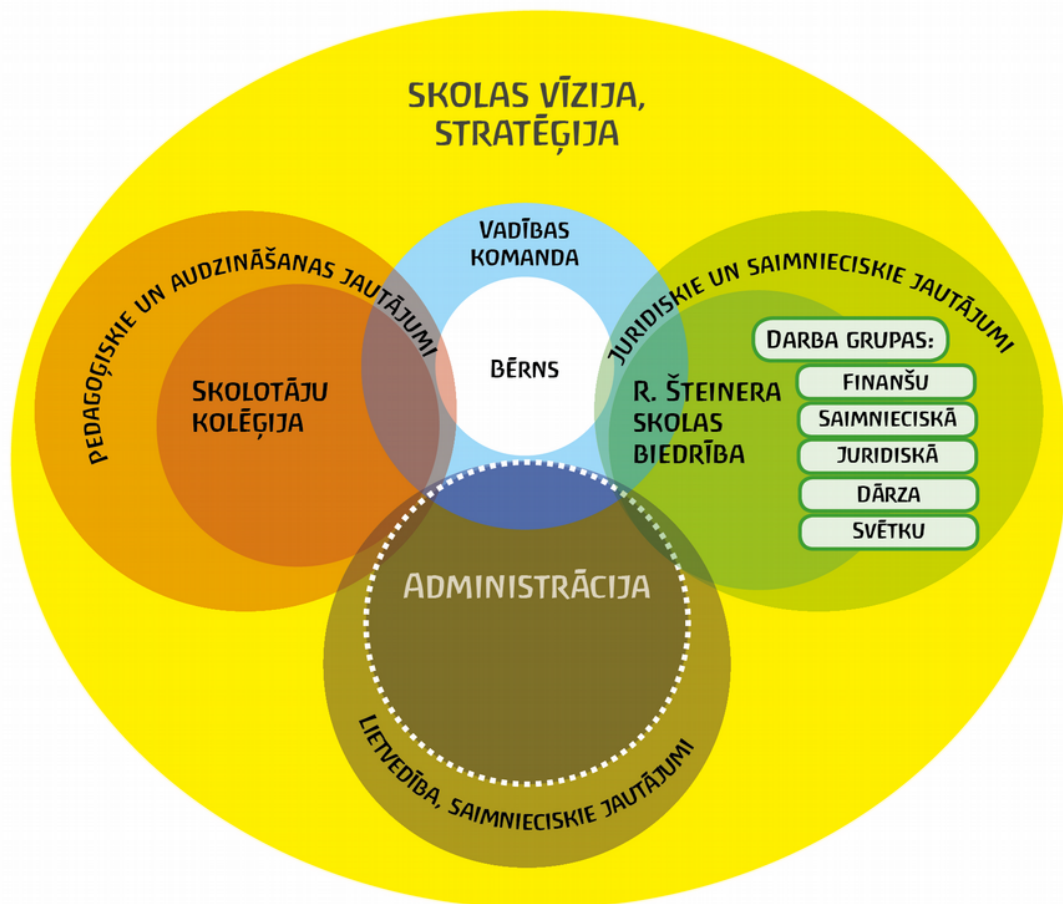 SKOLAS VĪZIJA,
STRATĒĢIJA
VADĪBAS
KOMANDA
BĒRNS
PEDAGOĢISKIE UN AUDZINĀŠANAS JAUTĀJUMI
SKOLOTĀJU
KOLĒĢIJA
JURIDISKIE UN SAIMNIECISKIE JAUTĀJUMI
R. ŠTEINERA
SKOLAS
BIEDRĪBA
DARBA GRUPAS:
FINANŠU
SAIMNIECISKĀ
JURIDISKĀ
DĀRZA
SVĒTKU
ADMINISTRĀCIJA
LIETVEDĪBA, SAIMNIECISKIE JAUTĀJUMI